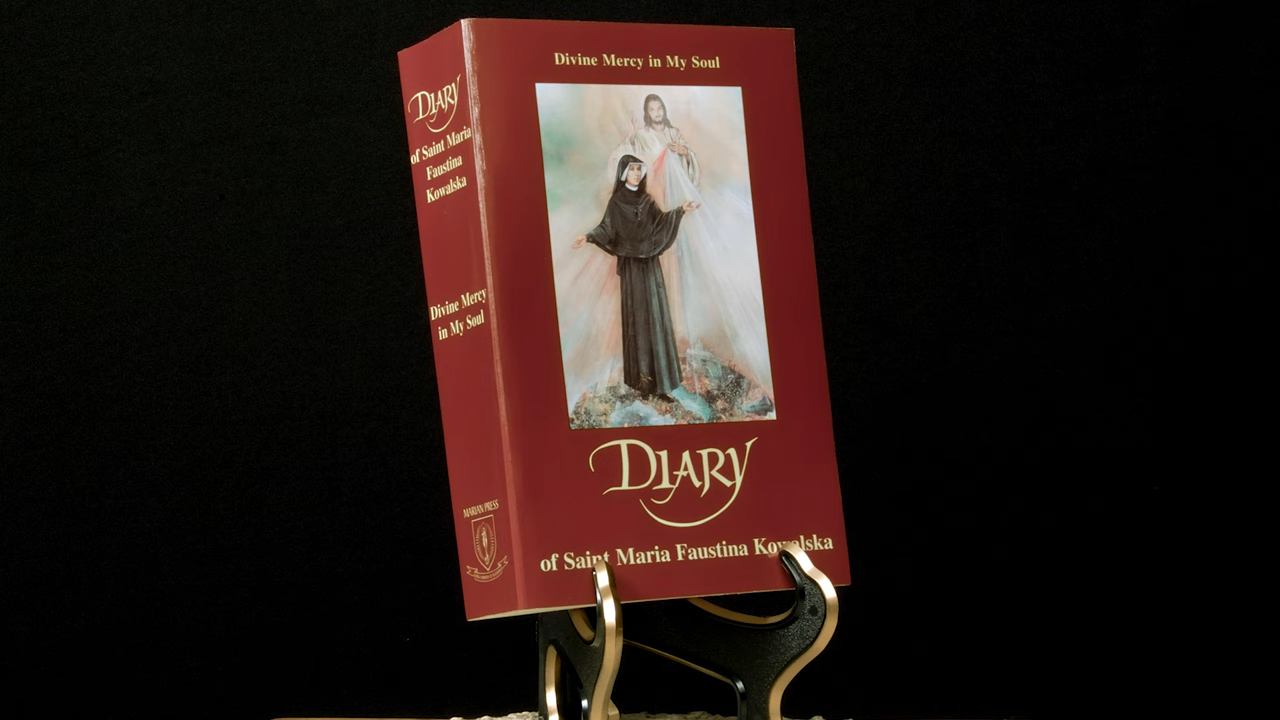 DIARY
of Saint Maria
Faustina
Kowalska
Divine Mercy
in My Soul
MARIAN PRESS
Divine Mercy in My Soul
DIARY
of Saint Maria Faustina Kowalska